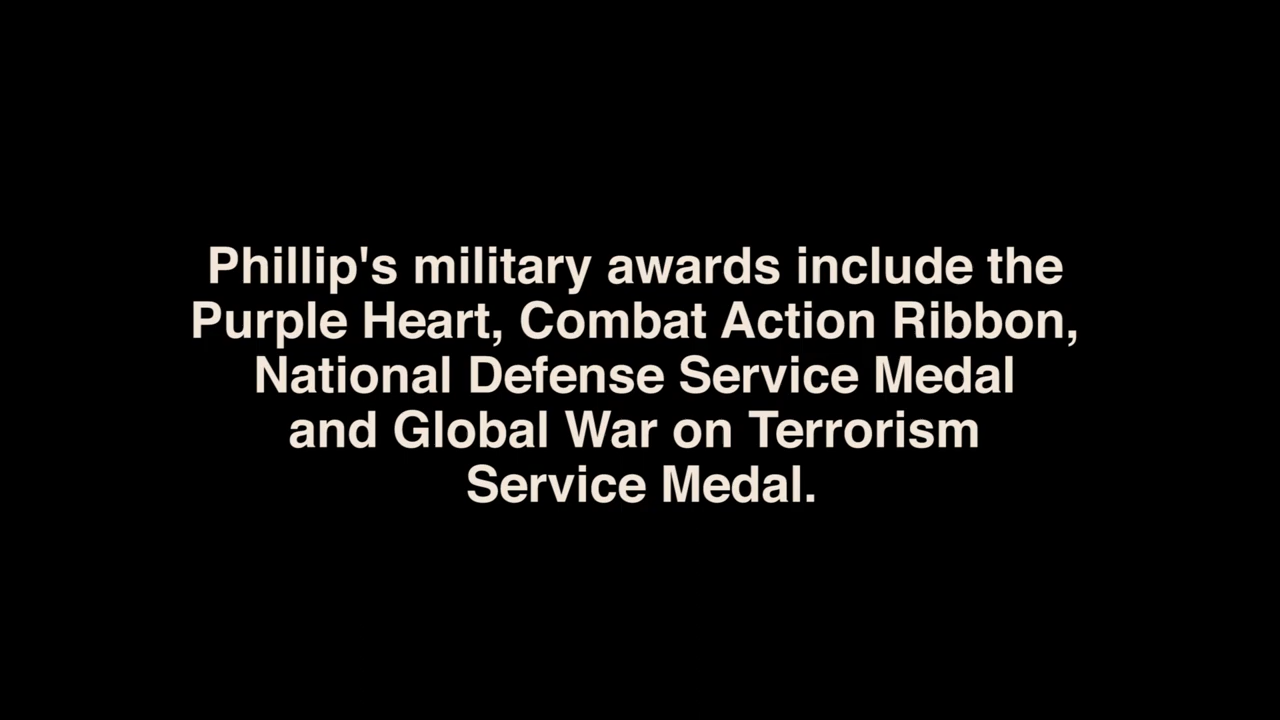 Phillip's military awards include the
Purple Heart, Combat Action Ribbon,
National Defense Service Medal
and Global War on Terrorism
Service Medal.